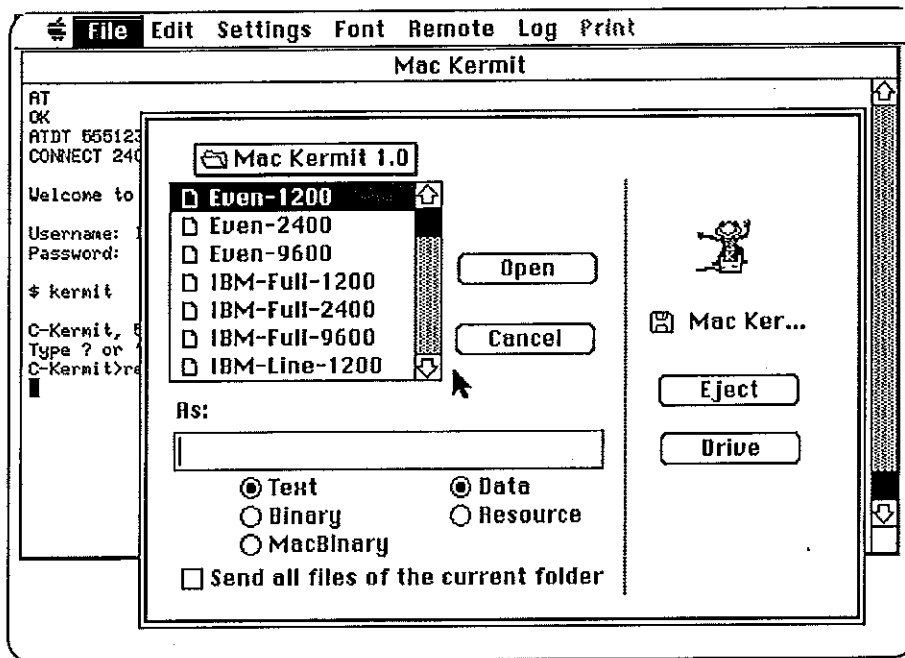 File Edit Settings Font Remote Log Print
Mac Kermit
AT
OK
ATDT 555123
CONNECT 240
Welcome to
Username:
Password:
$ kermit
C-Kermit,
Type ? or
C-Kermit>re
Mac Kermit 1.0
Even-1200
Even-2400
Even-9600
IBM-Full-1200
IBM-Full-2400
IBM-Full-9600
IBM-Line-1200
Open
Cancel
Mac Ker...
Eject
Drive
As:
Text
Data
Binary
Resource
MacBinary
Send all files of the current folder